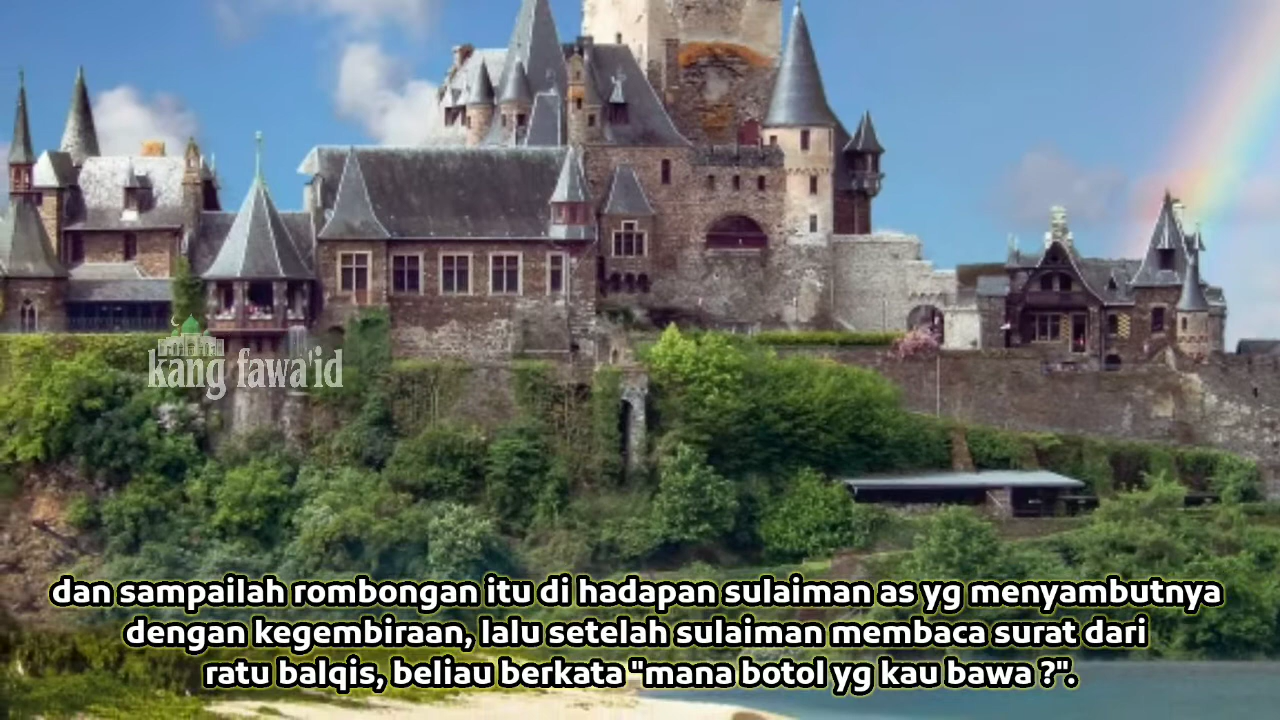 kang fawa'id
dan sampailah rombongan itu di hadapan sulaiman as yg menyambutnya
dengan kegembiraan, lalu setelah sulaiman membaca surat dari
ratu balqis, beliau berkata "mana botol yg kau bawa ?".